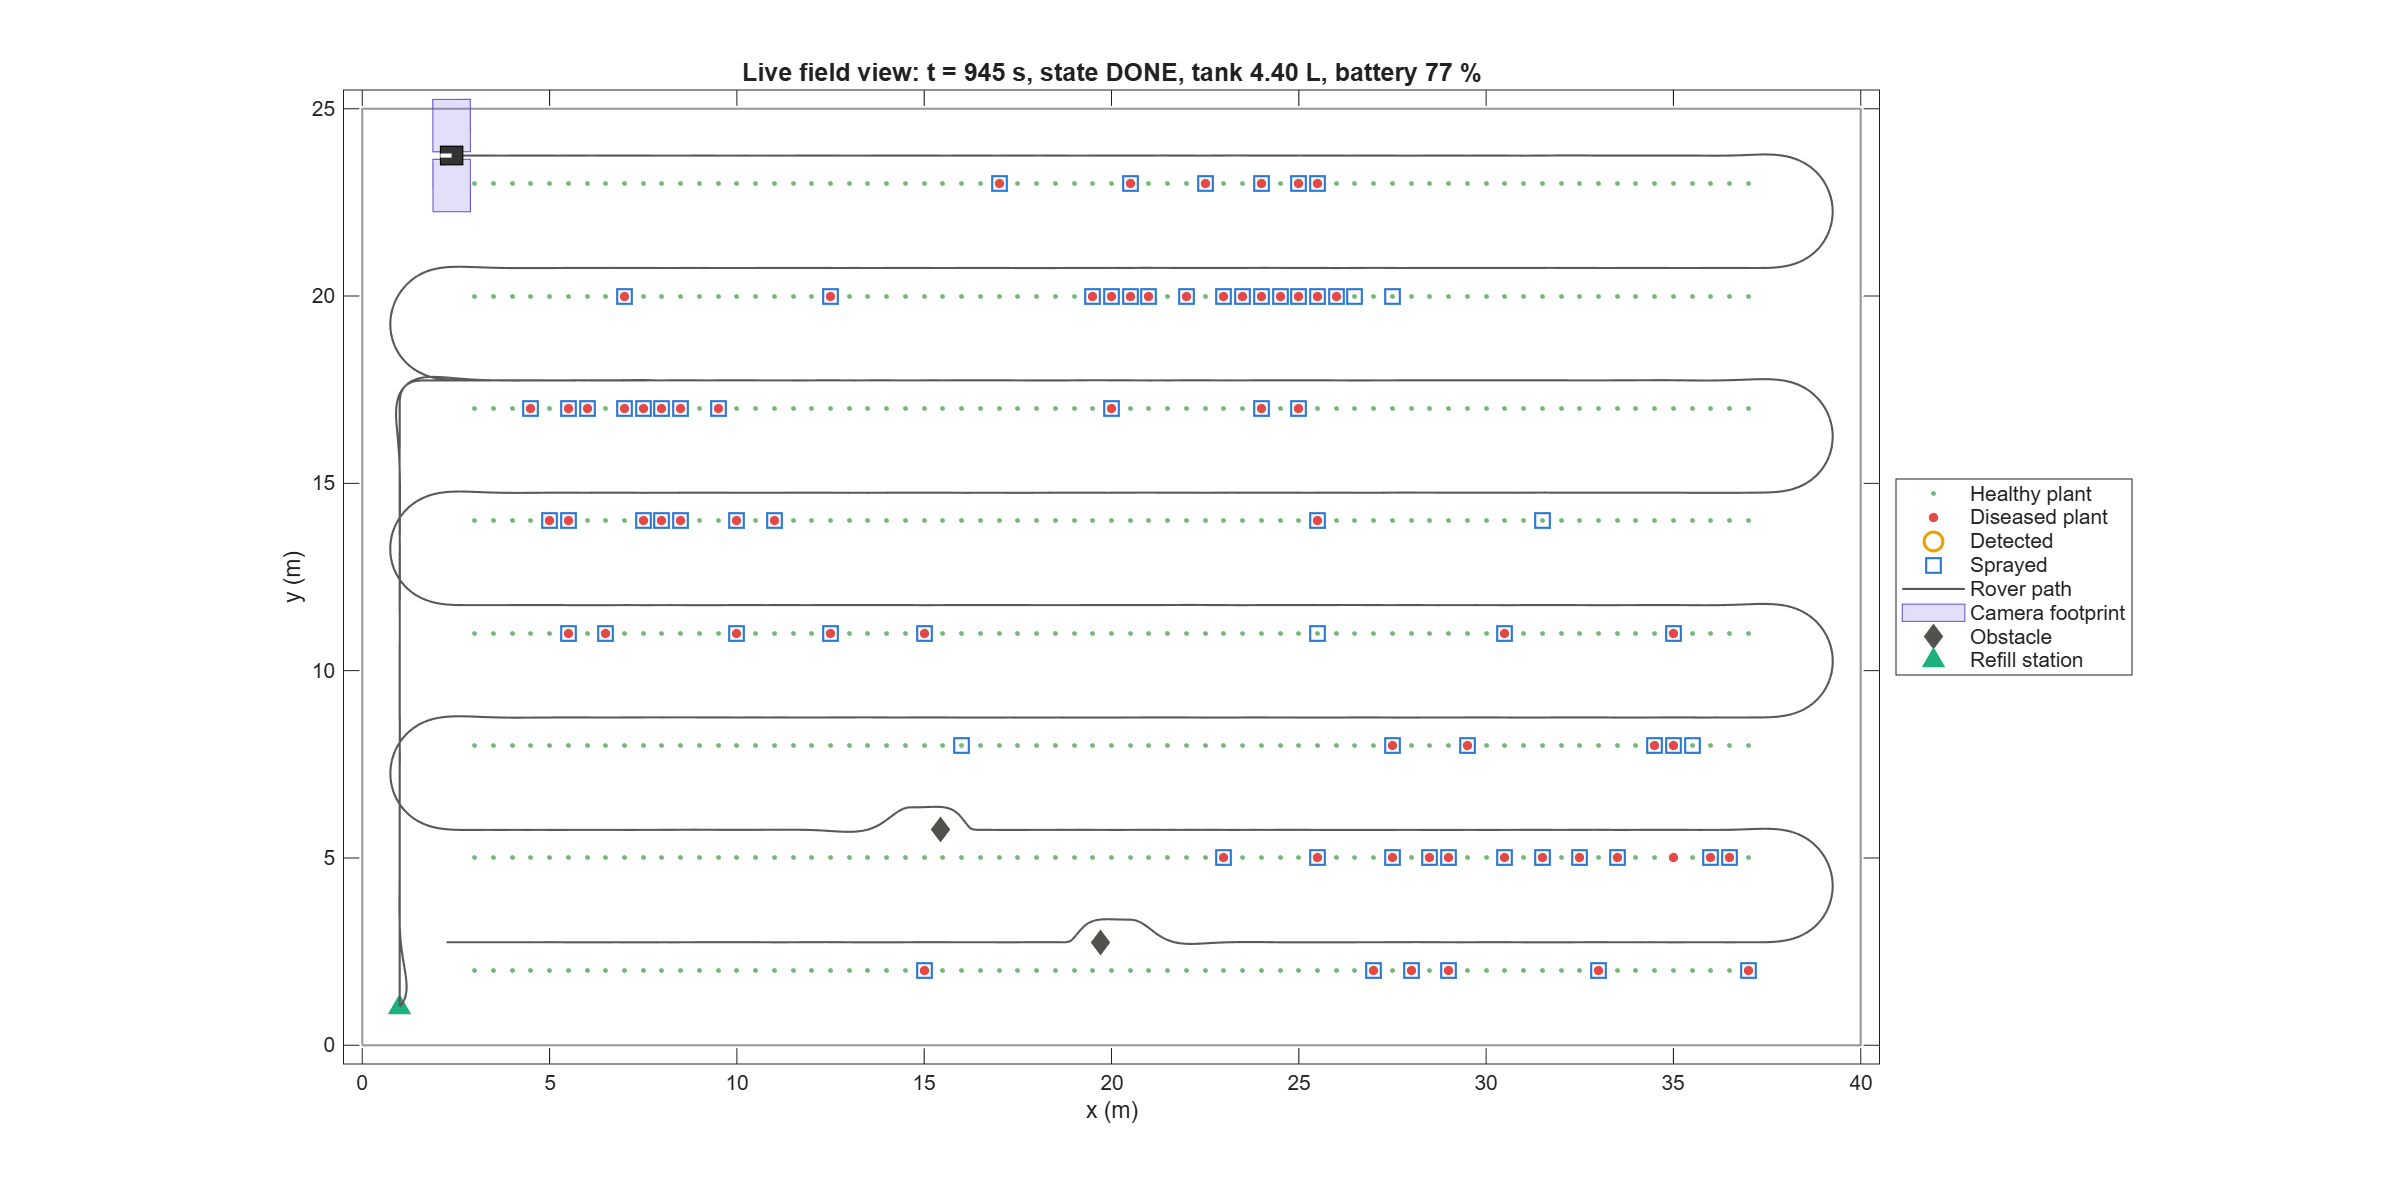 Live field view: t = 945 s, state DONE, tank 4.40 L, battery 77 %
25
20
15
10
5
0
y (m)
0 5 10 15 20 25 30 35 40
x (m)
Healthy plant
Diseased plant
Detected
Sprayed
Rover path
Camera footprint
Obstacle
Refill station